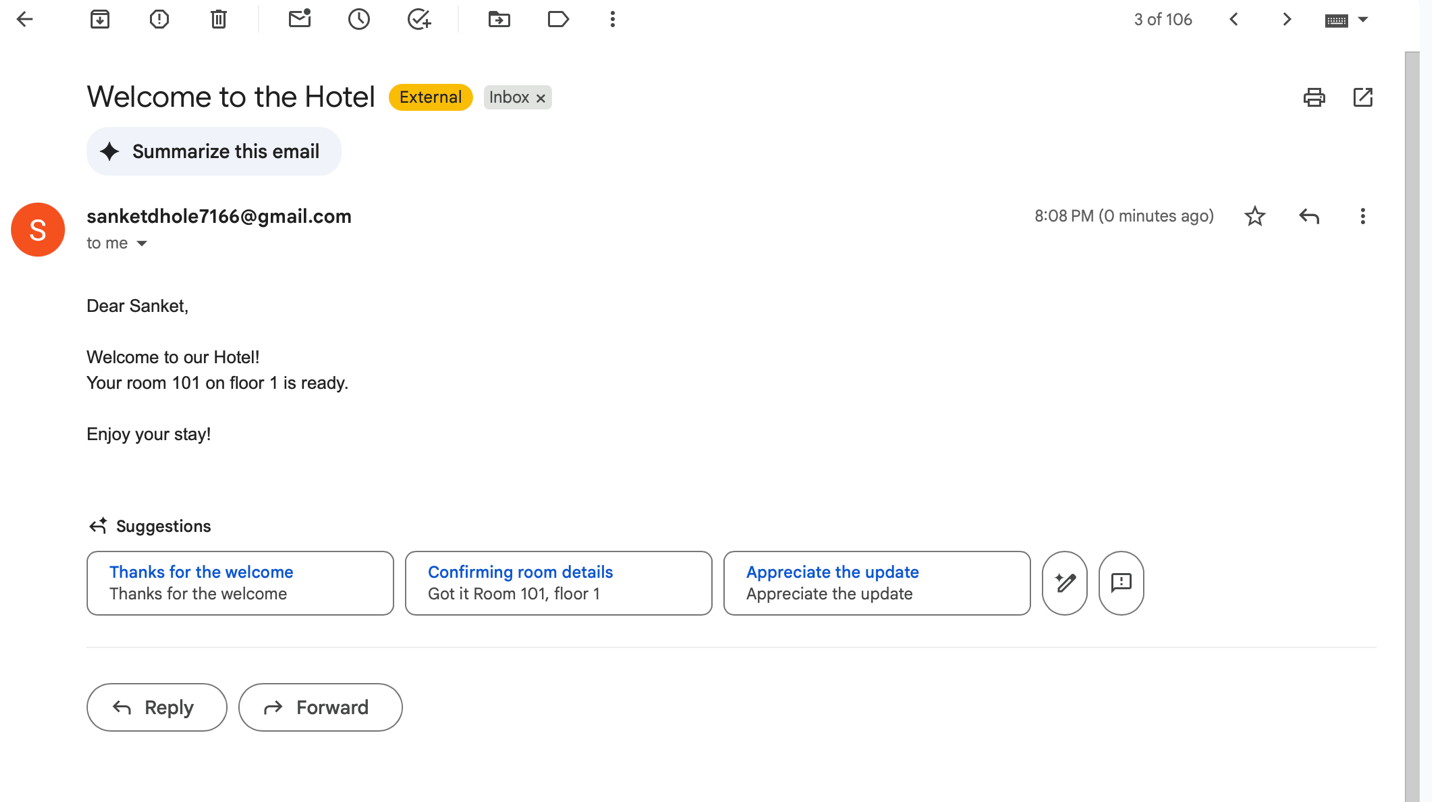 3 of 106
Welcome to the Hotel External Inbox ×
Summarize this email
S
sanketdhole7166@gmail.com 8:08 PM (0 minutes ago)
to me
Dear Sanket,
Welcome to our Hotel!
Your room 101 on floor 1 is ready.
Enjoy your stay!
Suggestions
Thanks for the welcome
Thanks for the welcome
Confirming room details
Got it Room 101, floor 1
Appreciate the update
Appreciate the update
Reply Forward